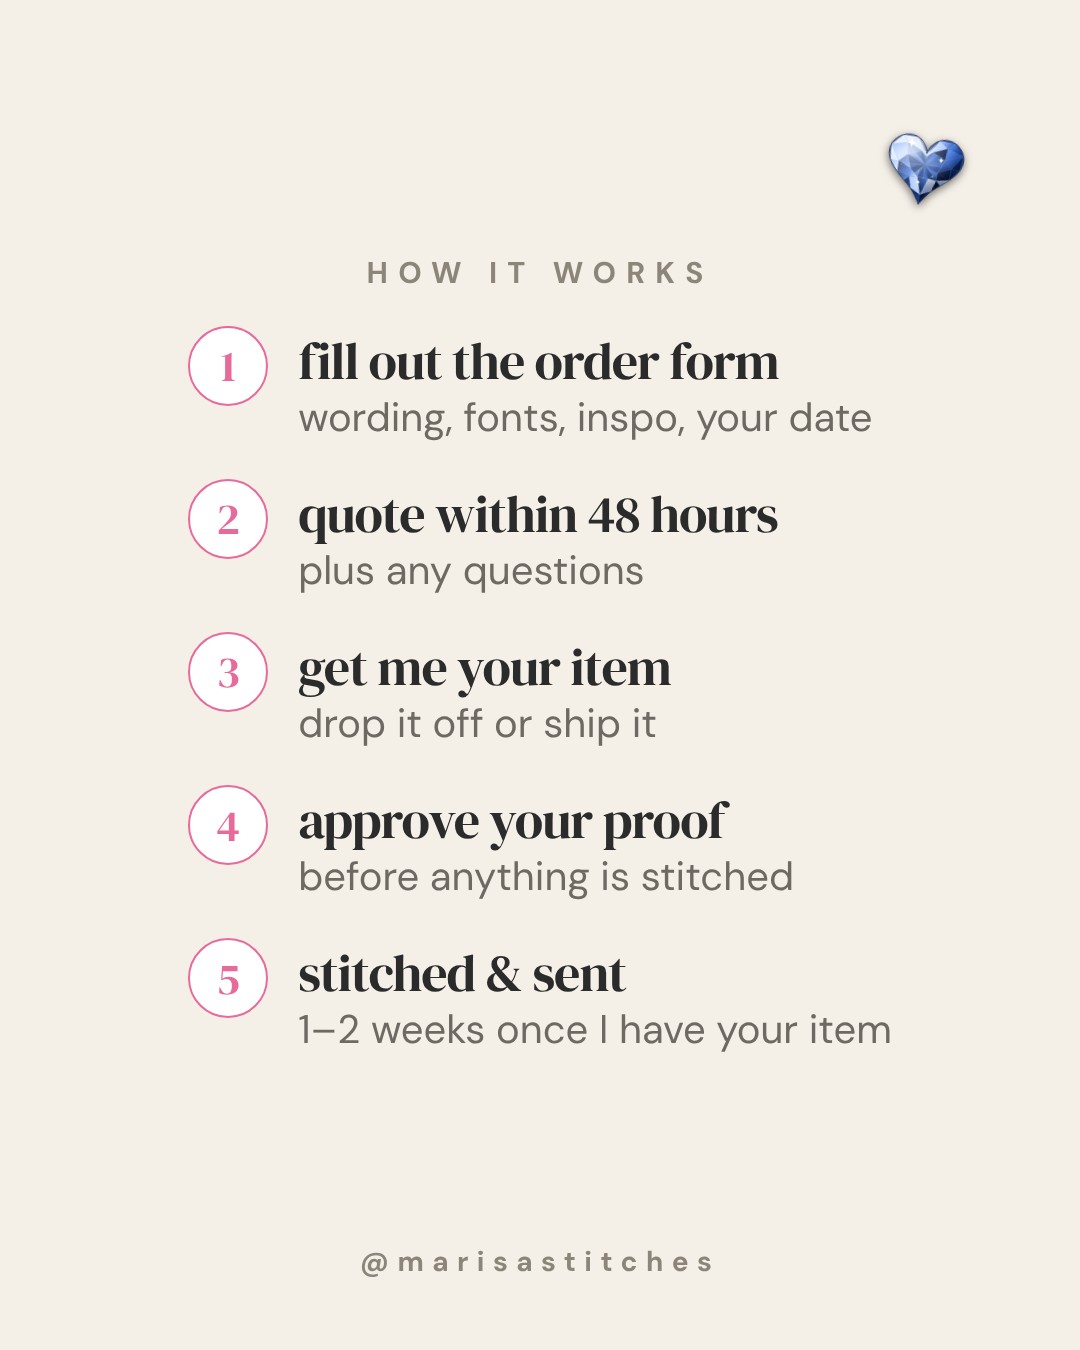 HOW IT WORKS
1
fill out the order form
wording, fonts, inspo, your date
2
quote within 48 hours
plus any questions
3
get me your item
drop it off or ship it
4
approve your proof
before anything is stitched
5
stitched & sent
1–2 weeks once I have your item
@marisastitches